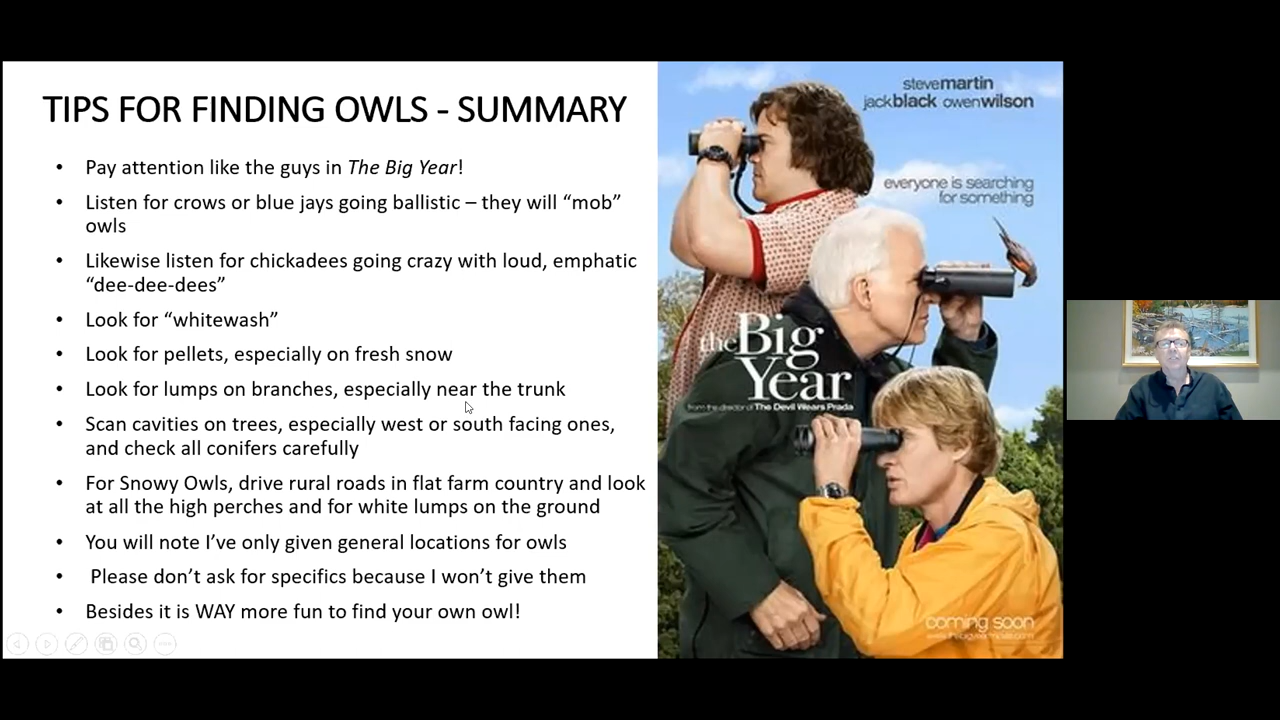 TIPS FOR FINDING OWLS - SUMMARY
• Pay attention like the guys in The Big Year!
• Listen for crows or blue jays going ballistic – they will “mob”
owls
• Likewise listen for chickadees going crazy with loud, emphatic
“dee-dee-dees”
• Look for “whitewash”
• Look for pellets, especially on fresh snow
• Look for lumps on branches, especially near the trunk
• Scan cavities on trees, especially west or south facing ones,
and check all conifers carefully
• For Snowy Owls, drive rural roads in flat farm country and look
at all the high perches and for white lumps on the ground
• You will note I’ve only given general locations for owls
• Please don’t ask for specifics because I won’t give them
• Besides it is WAY more fun to find your own owl!
stevemartin
jackblack owenwilson
everyone is searching
for something
the Big
Year
from the director of The Devil Wears Prada
coming soon